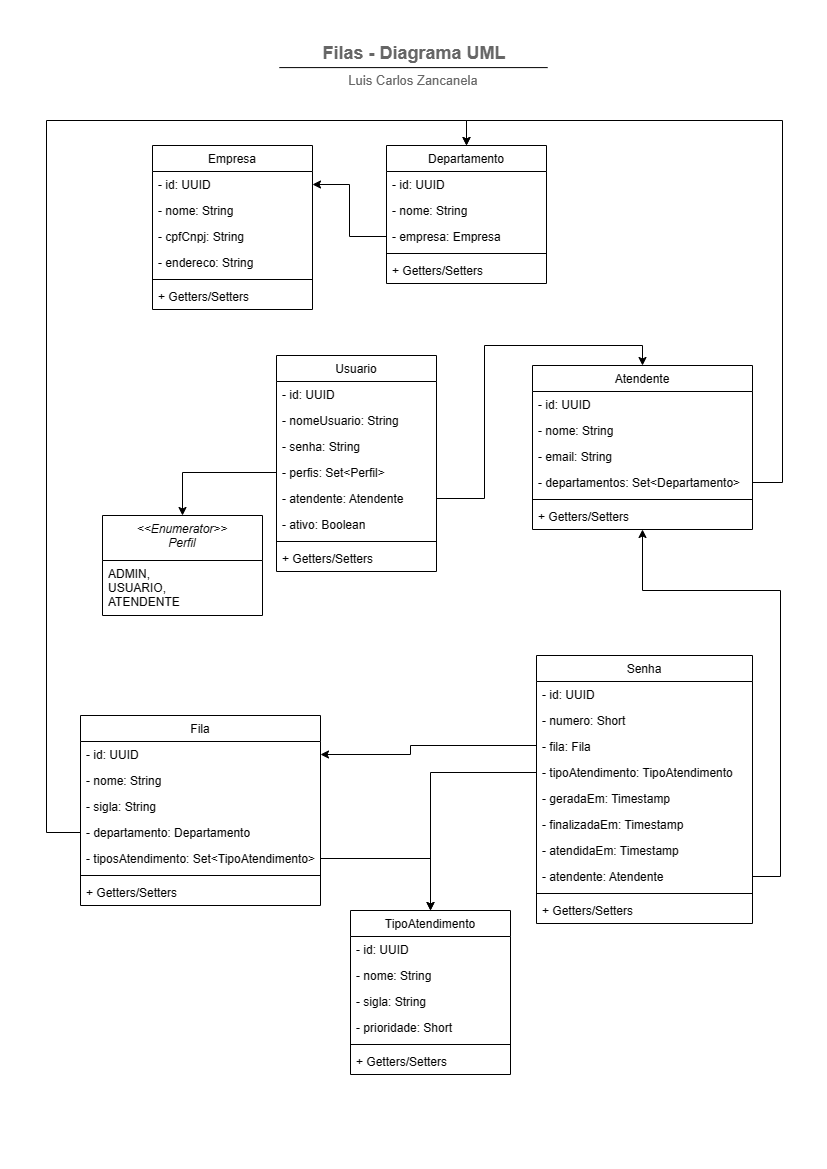 Filas - Diagrama UML
Luis Carlos Zancanela
Empresa
- id: UUID
- nome: String
- cpfCnpj: String
- endereco: String
+ Getters/Setters
Departamento
- id: UUID
- nome: String
- empresa: Empresa
+ Getters/Setters
Usuario
- id: UUID
- nomeUsuario: String
- senha: String
- perfis: Set<Perfil>
- atendente: Atendente
- ativo: Boolean
+ Getters/Setters
Atendente
- id: UUID
- nome: String
- email: String
- departamentos: Set<Departamento>
+ Getters/Setters
<<Enumerator>>
Perfil
ADMIN,
USUARIO,
ATENDENTE
Senha
- id: UUID
- numero: Short
- fila: Fila
- tipoAtendimento: TipoAtendimento
- geradaEm: Timestamp
- finalizadaEm: Timestamp
- atendidaEm: Timestamp
- atendente: Atendente
+ Getters/Setters
Fila
- id: UUID
- nome: String
- sigla: String
- departamento: Departamento
- tiposAtendimento: Set<TipoAtendimento>
+ Getters/Setters
TipoAtendimento
- id: UUID
- nome: String
- sigla: String
- prioridade: Short
+ Getters/Setters